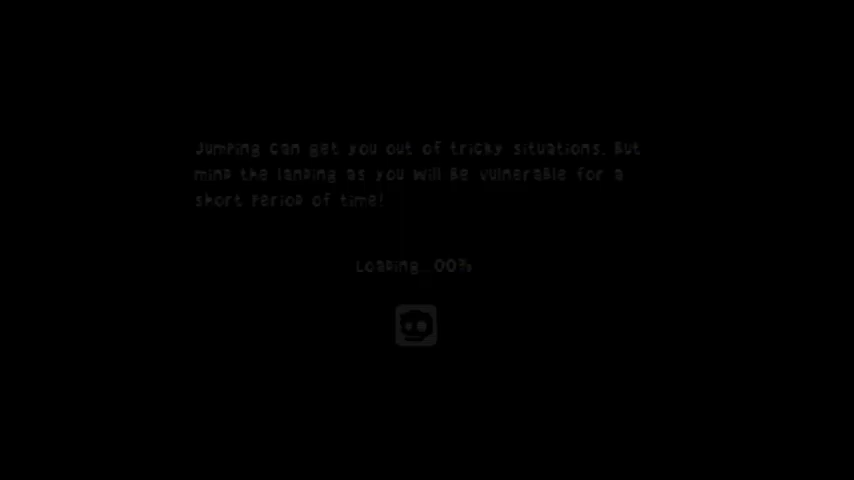 Jumping can get you out of tricky situations. But
mind the landing as you will be vulnerable for a
short period of time!
Loading...00%